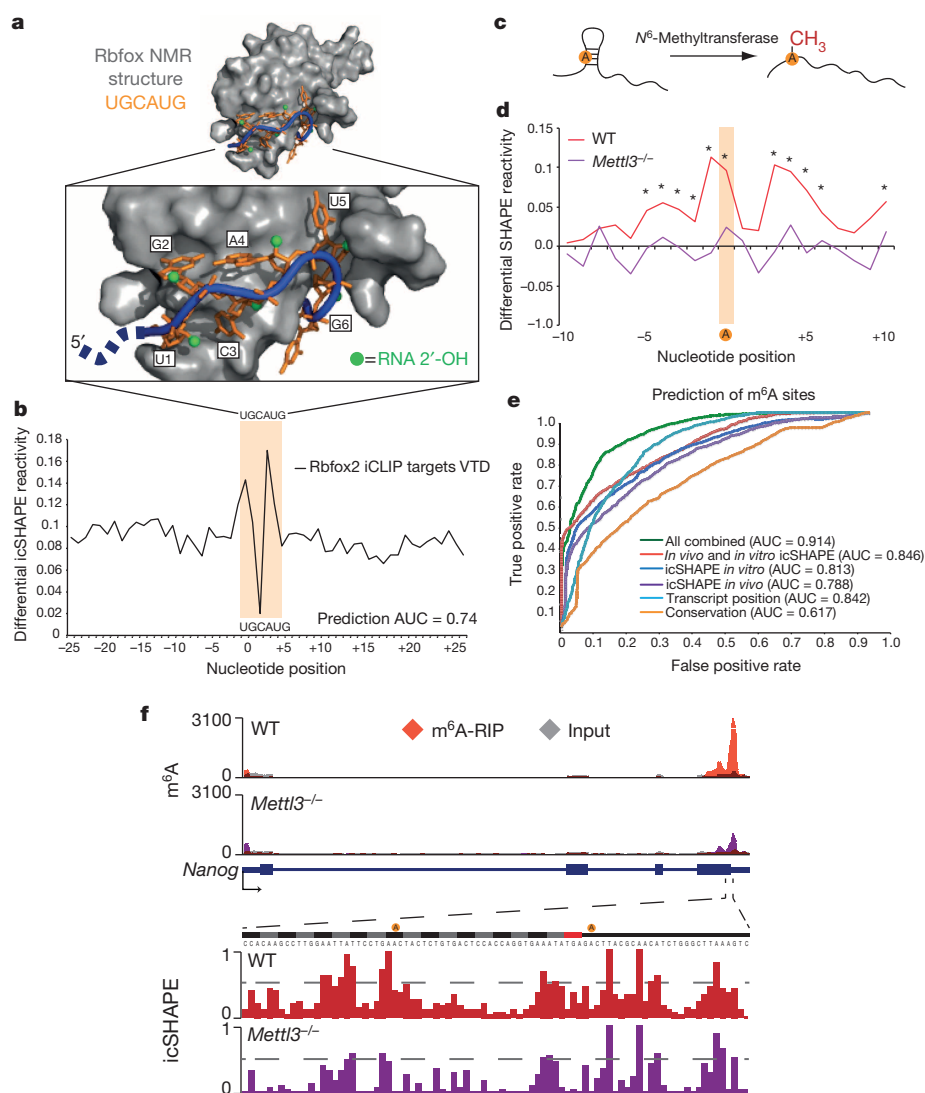 a
Rbfox NMR
structure
UGCAUG
U5
G2
A4
G6
5′
U1
C3
=RNA 2′-OH
b
UGCAUG
Differential icSHAPE reactivity
0.18
0.16
0.14
0.12
0.1
0.08
0.06
0.04
0.02
0
Rbfox2 iCLIP targets VTD
UGCAUG
Prediction AUC = 0.74
−25 −20 −15 −10 −5 0 +5 +10 +15 +20 +25
Nucleotide position
c
A
N⁶-Methyltransferase
CH₃
A
d
Differential SHAPE reactivity
0.15
0.10
0.05
0.0
−0.05
−1.0
WT
Mettl3⁻/⁻
* * * * * * * * * * *
−10 −5 A +5 +10
Nucleotide position
e
Prediction of m⁶A sites
True positive rate
1.0
0.9
0.8
0.7
0.6
0.5
0.4
0.3
0.2
0.1
All combined (AUC = 0.914)
In vivo and in vitro icSHAPE (AUC = 0.846)
icSHAPE in vitro (AUC = 0.813)
icSHAPE in vivo (AUC = 0.788)
Transcript position (AUC = 0.842)
Conservation (AUC = 0.617)
0 0.1 0.2 0.3 0.4 0.5 0.6 0.7 0.8 0.9 1.0
False positive rate
f
m⁶A
3100
WT
m⁶A-RIP
Input
0
3100
Mettl3⁻/⁻
0
Nanog
A A
CCACAAGCCTTGGAATTATTCCTGAACTACTCTGTGACTCCACCAGGTGAAATATGAGACTTACGCAACATCTGGGCTTAAAGTC
icSHAPE
1
WT
0
1
Mettl3⁻/⁻
0